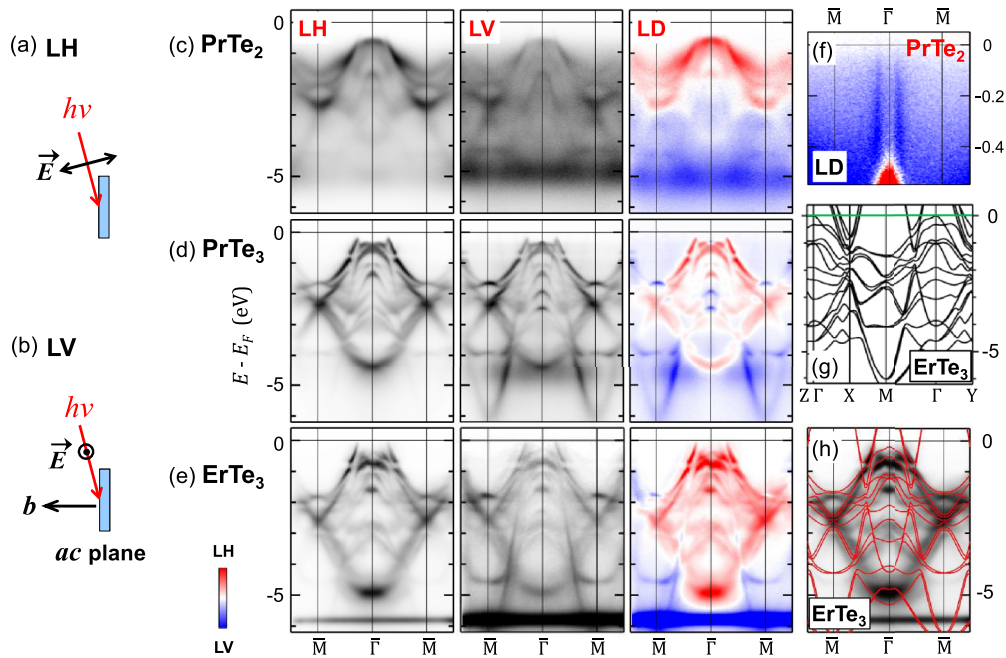 (a) LH
hν
E
(b) LV
hν
E
b
ac plane
LH
LV
(c) PrTe2
LH
LV
LD
0
-5
(d) PrTe3
0
-5
E - EF (eV)
(e) ErTe3
0
-5
M̄ Γ̄ M̄ M̄ Γ̄ M̄ M̄ Γ̄ M̄
M̄ Γ̄ M̄
(f) PrTe2
LD
0
-0.2
-0.4
(g)
ErTe3
0
-5
Z Γ X M Γ Y
(h)
ErTe3
0
-5
M̄ Γ̄ M̄